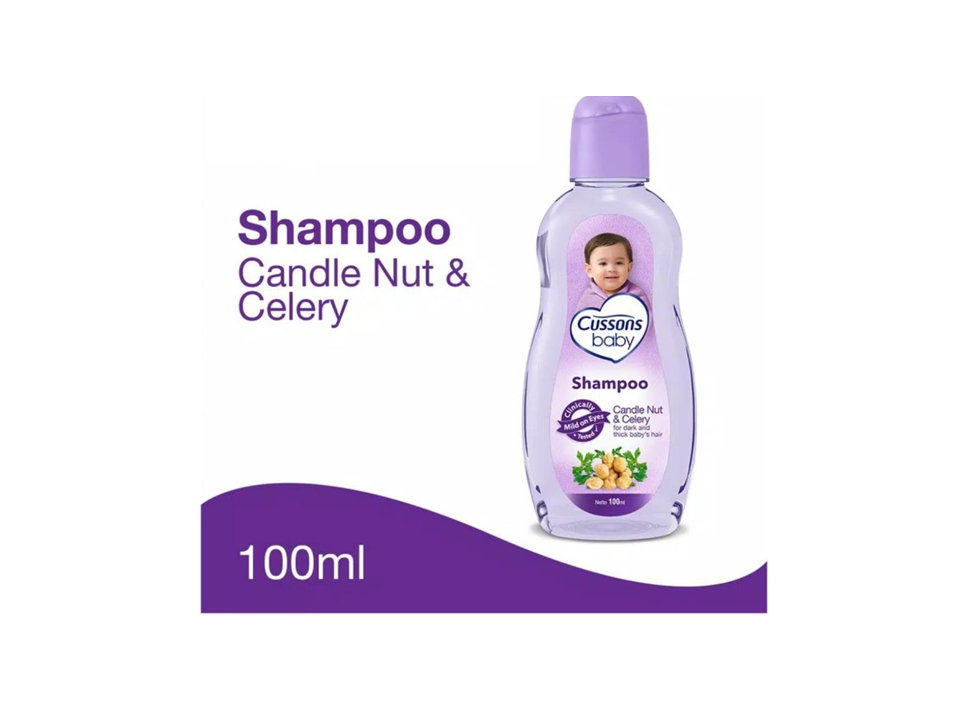 Shampoo
Candle Nut &
Celery
Cussons
baby
Shampoo
Clinically
Mild on Eyes
Tested
Candle Nut
& Celery
for dark and
thick baby's hair
Netto 100ml
100ml